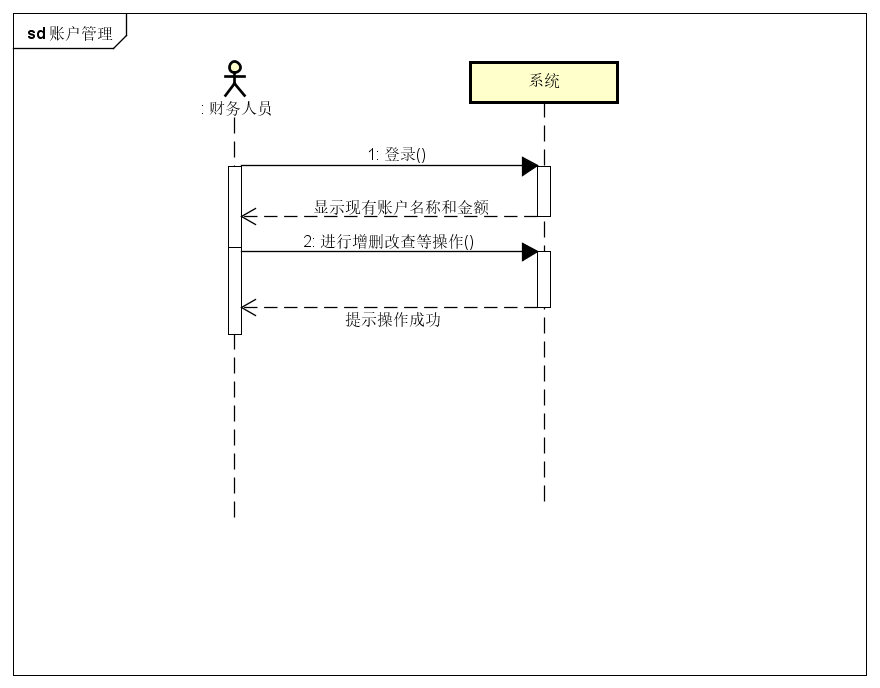 sd 账户管理
: 财务人员
系统
1: 登录()
显示现有账户名称和金额
2: 进行增删改查等操作()
提示操作成功